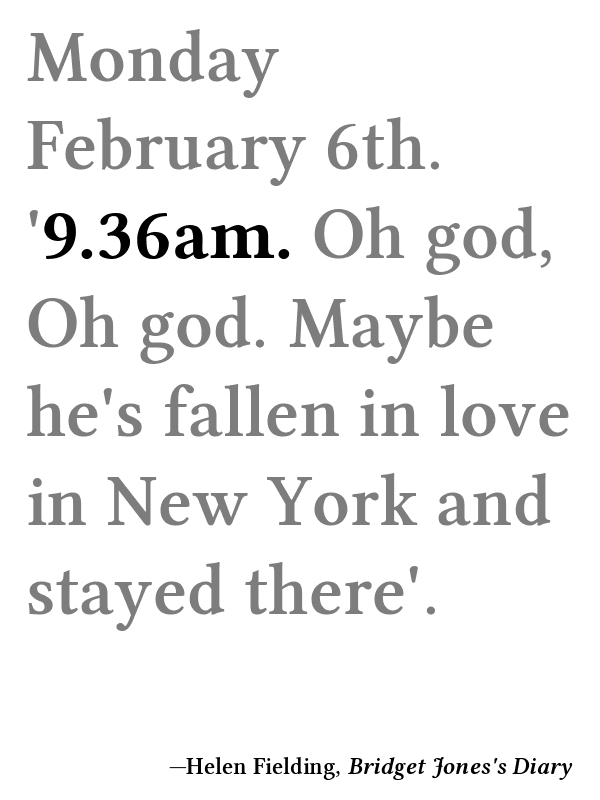 Monday
February 6th.
'9.36am. Oh god,
Oh god. Maybe
he's fallen in love
in New York and
stayed there'.
—Helen Fielding, Bridget Jones's Diary